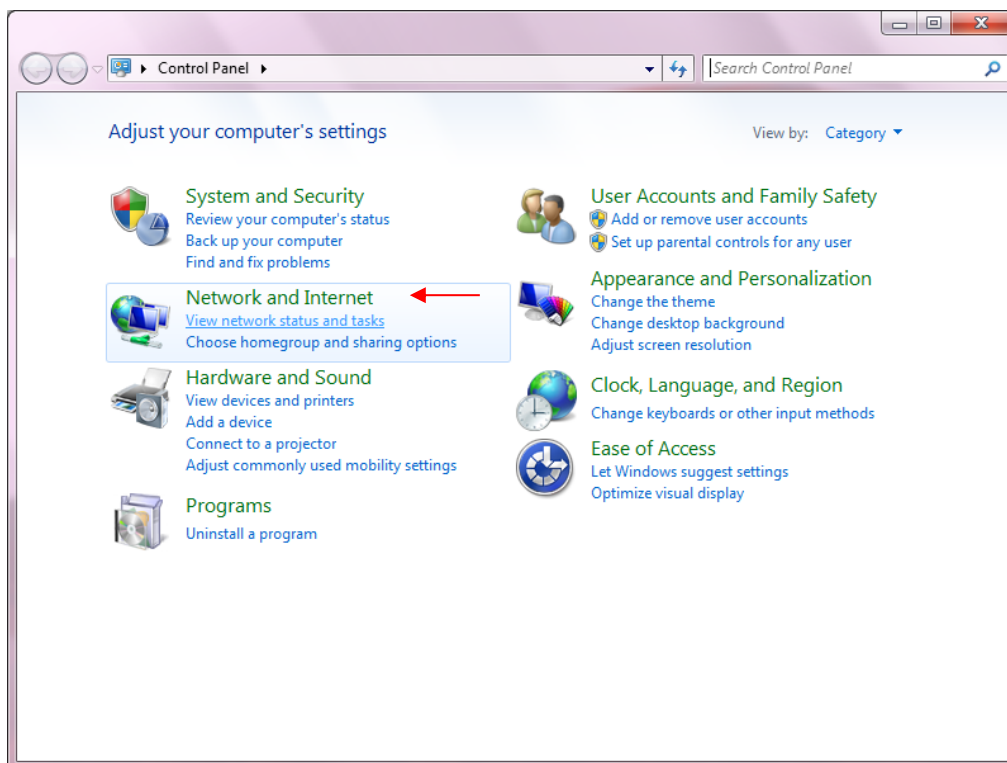 Control Panel
Search Control Panel
Adjust your computer's settings
View by: Category
System and Security
Review your computer's status
Back up your computer
Find and fix problems
Network and Internet
View network status and tasks
Choose homegroup and sharing options
Hardware and Sound
View devices and printers
Add a device
Connect to a projector
Adjust commonly used mobility settings
Programs
Uninstall a program
User Accounts and Family Safety
Add or remove user accounts
Set up parental controls for any user
Appearance and Personalization
Change the theme
Change desktop background
Adjust screen resolution
Clock, Language, and Region
Change keyboards or other input methods
Ease of Access
Let Windows suggest settings
Optimize visual display